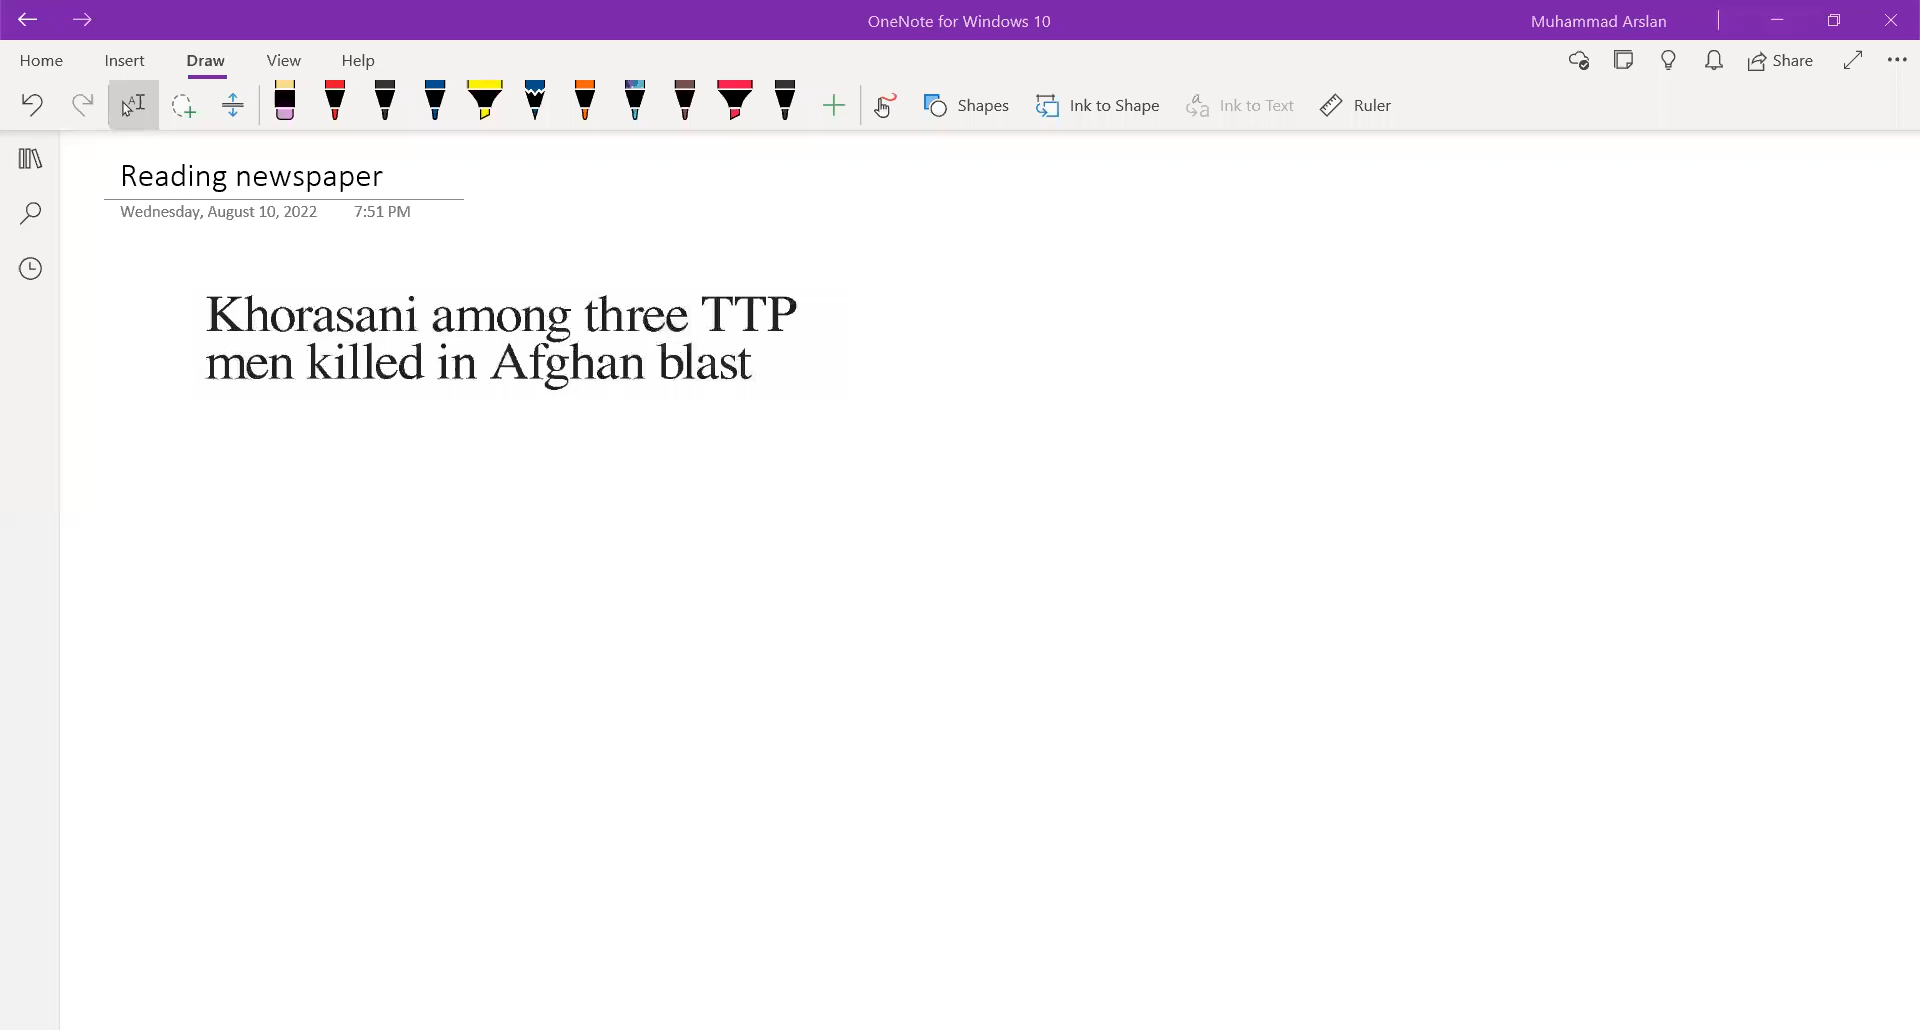 OneNote for Windows 10
Muhammad Arslan
Home Insert Draw View Help
Share
Shapes Ink to Shape Ink to Text Ruler
Reading newspaper
Wednesday, August 10, 2022 7:51 PM
Khorasani among three TTP
men killed in Afghan blast